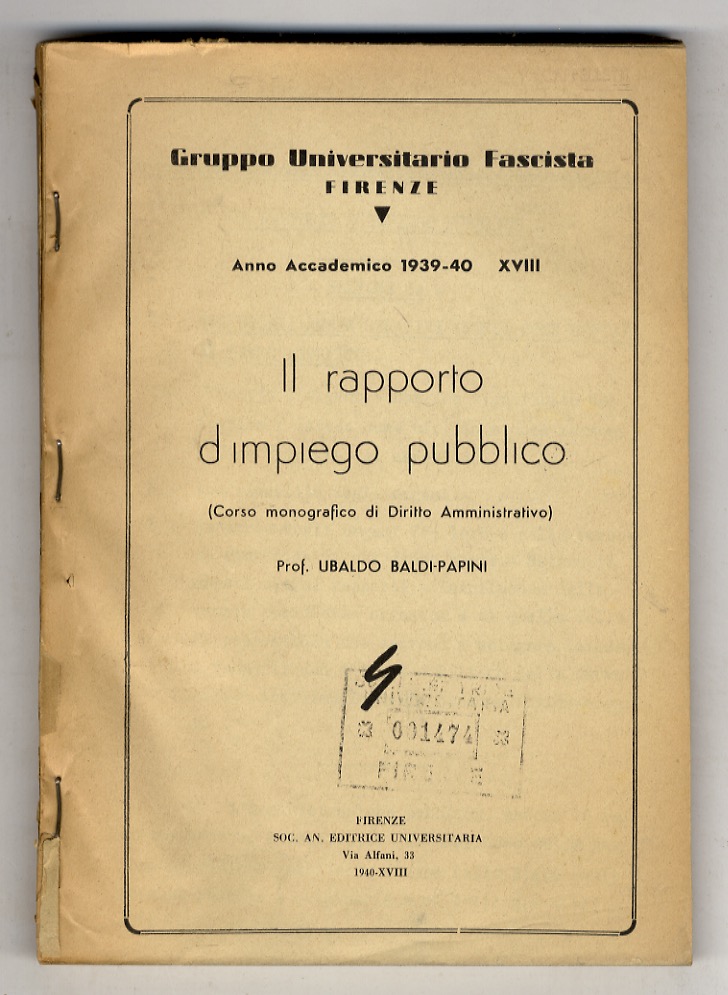 Gruppo Universitario Fascista
FIRENZE
Anno Accademico 1939-40 XVIII
Il rapporto
d impiego pubblico
(Corso monografico di Diritto Amministrativo)
Prof. UBALDO BALDI-PAPINI
001474
FIRENZE
SOC. AN. EDITRICE UNIVERSITARIA
Via Alfani, 33
1940-XVIII